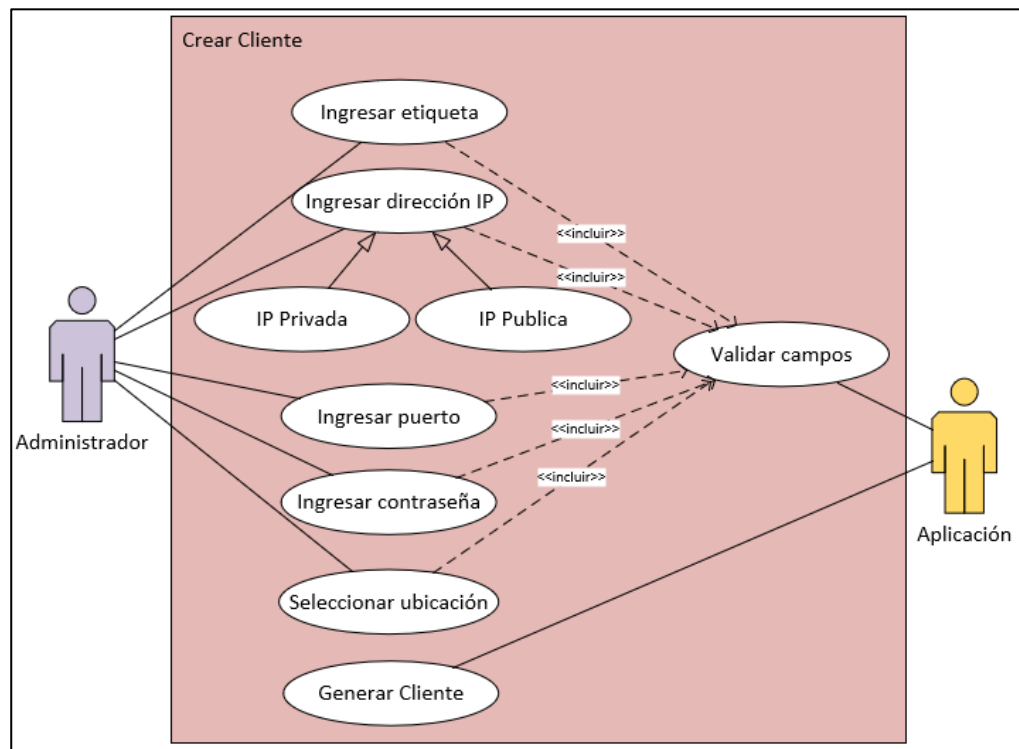 Crear Cliente
Ingresar etiqueta
Ingresar dirección IP
<<incluir>>
<<incluir>>
IP Privada
IP Publica
Validar campos
<<incluir>>
Ingresar puerto
Administrador
<<incluir>>
<<incluir>>
Ingresar contraseña
Aplicación
Seleccionar ubicación
Generar Cliente